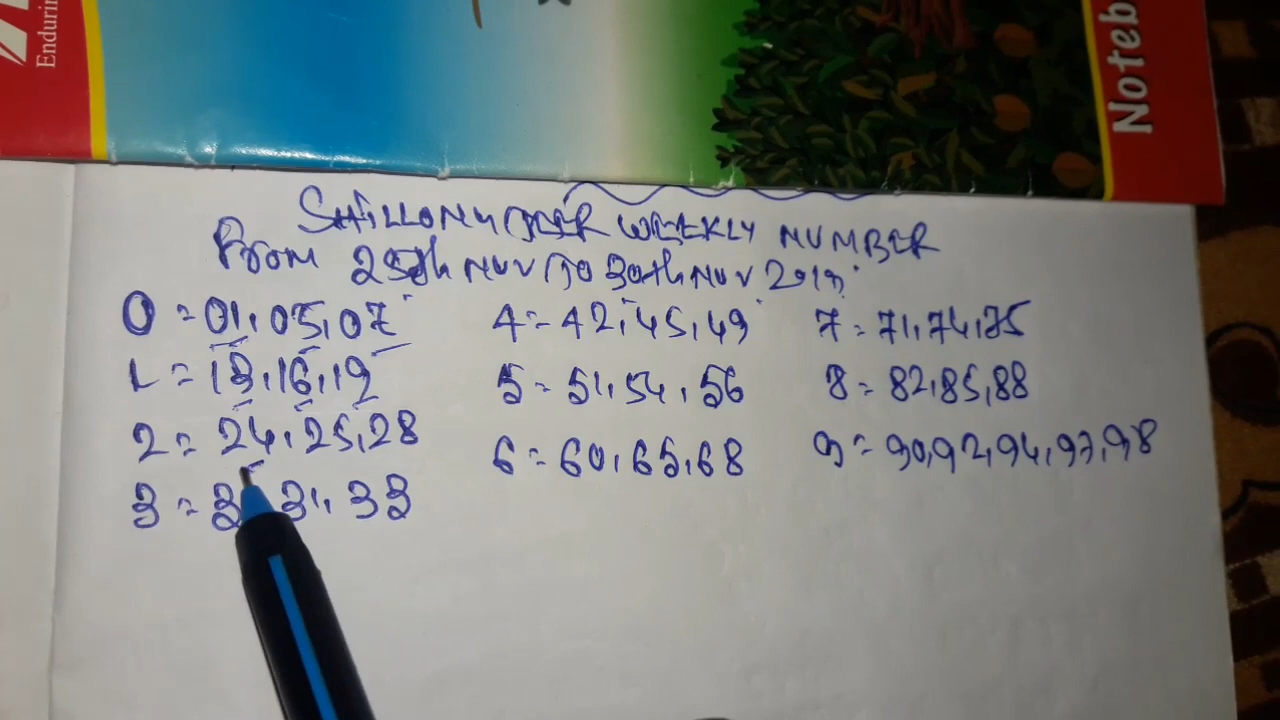 Endurin
Noteb
WEEKLY NUMBER
From 25th NOV TO 30th NOV 2019
0 = 01, 05, 07
1 = 13, 16, 19
2 = 24, 25, 28
3 = 31, 33
4 = 42, 45, 49
5 = 51, 54, 56
6 = 60, 65, 68
7 = 71, 74, 75
8 = 82, 85, 88
9 = 90, 92, 94, 97, 98